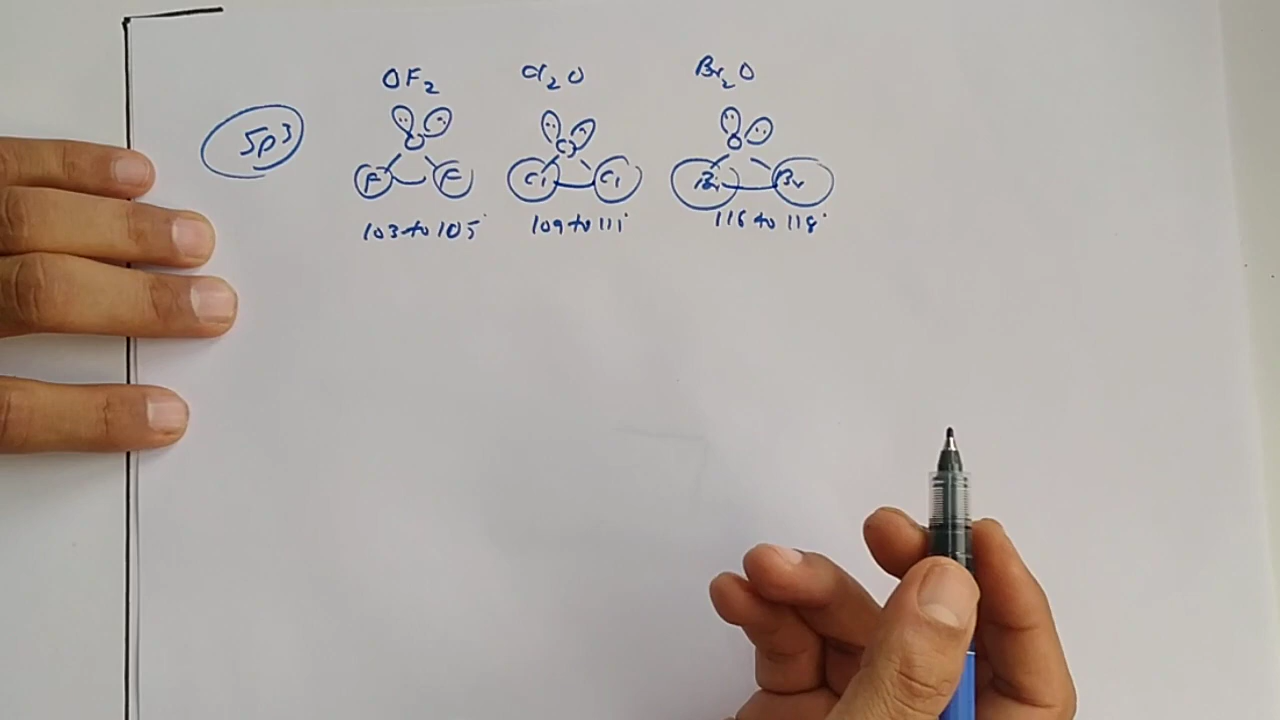 OF2 Cl2O Br2O
Sp3
O O O
F F Cl Cl Br Br
103 to 105° 109 to 111° 116 to 118°